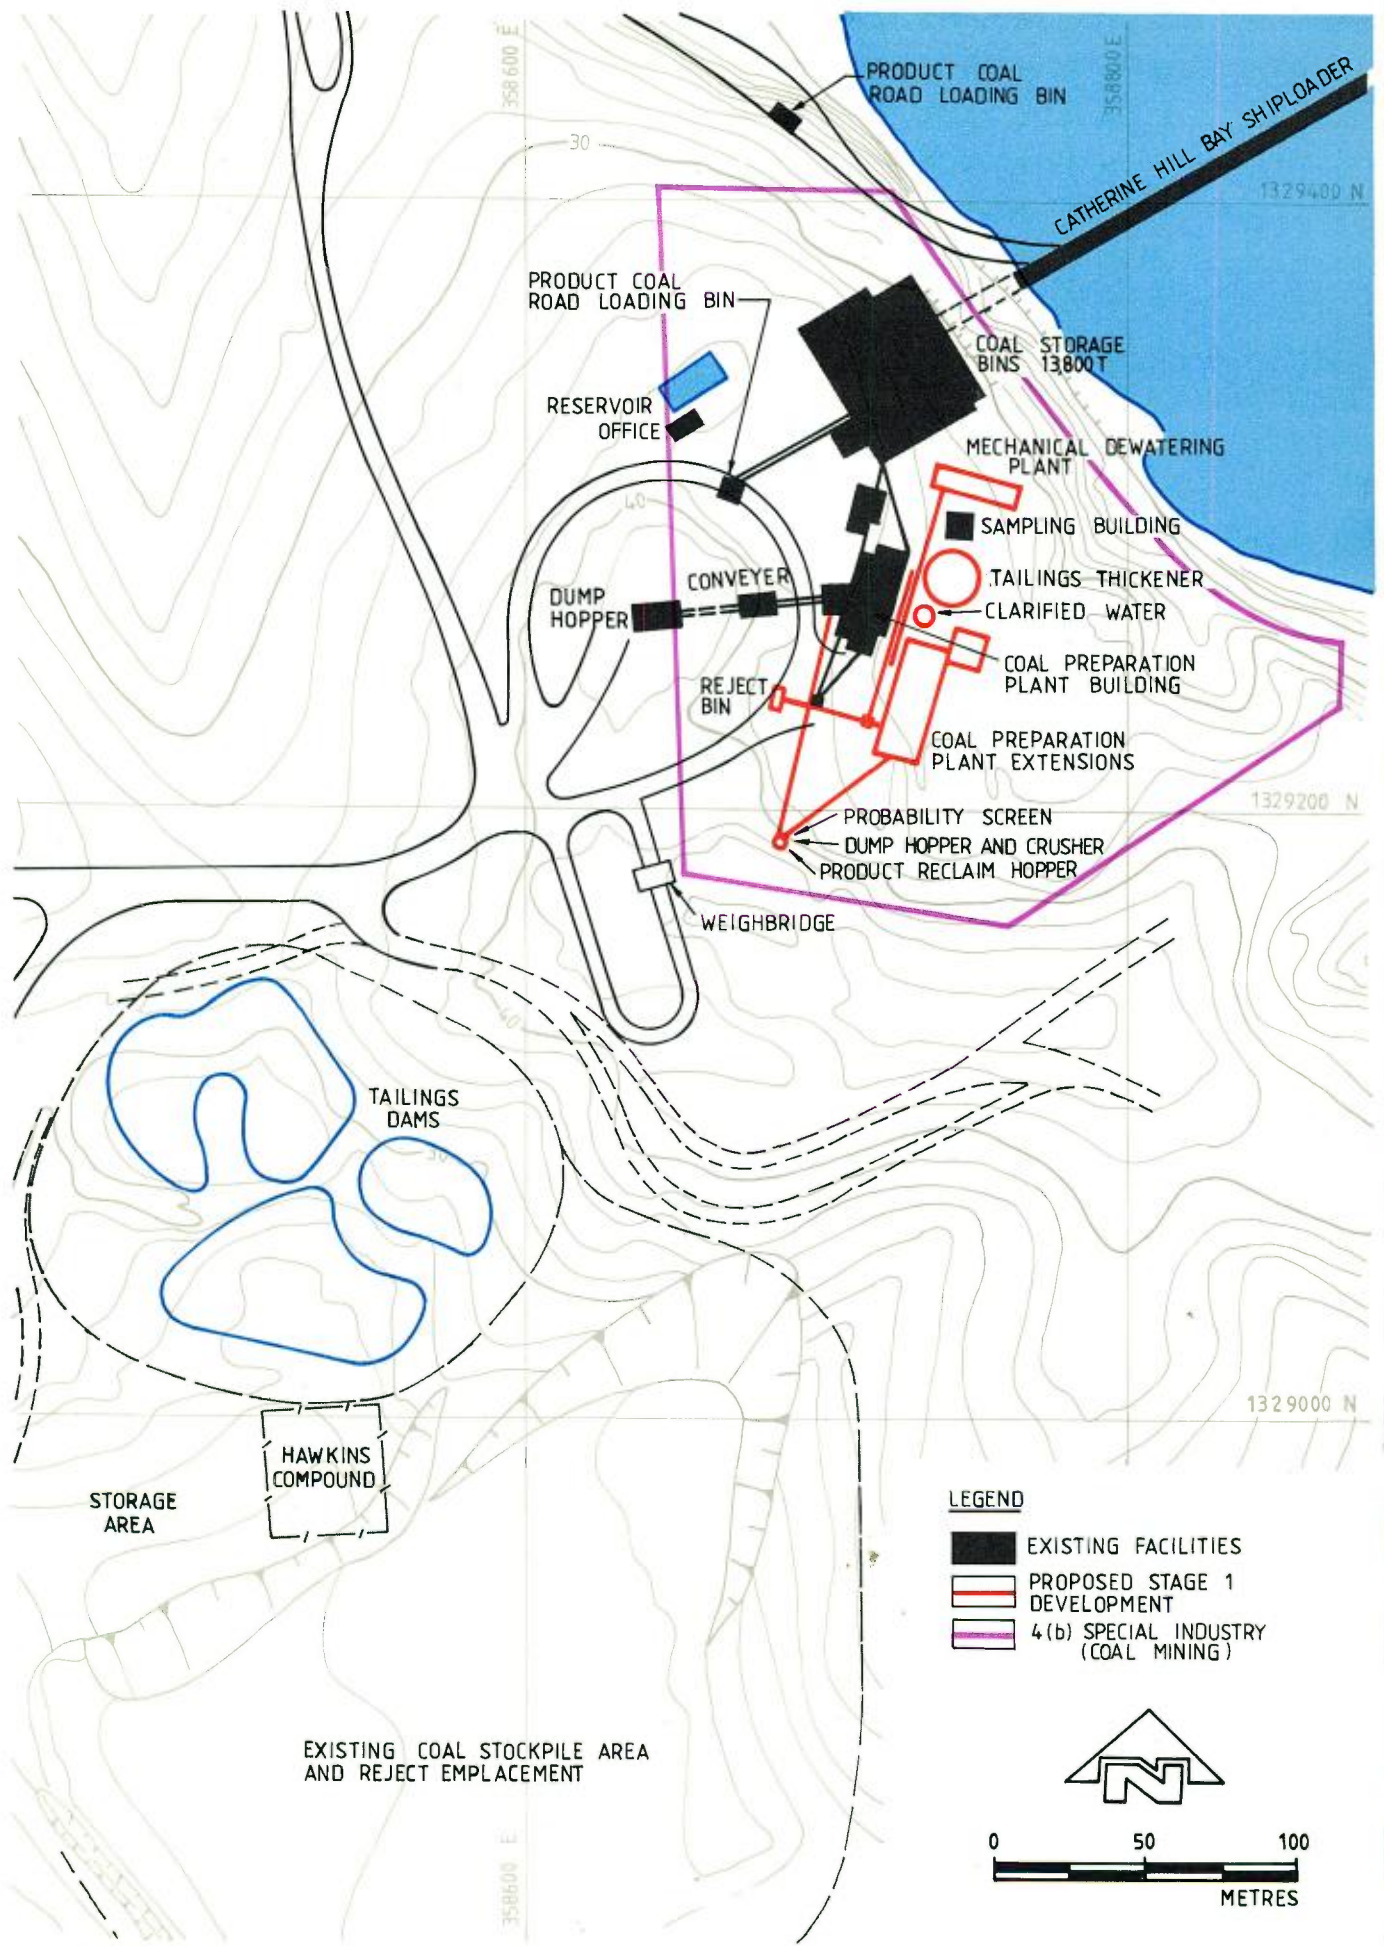 358600 E
358800 E
PRODUCT COAL
ROAD LOADING BIN
CATHERINE HILL BAY SHIPLOADER
30
1329400 N
PRODUCT COAL
ROAD LOADING BIN
COAL STORAGE
BINS 13,800T
RESERVOIR
OFFICE
MECHANICAL DEWATERING
PLANT
40
SAMPLING BUILDING
CONVEYER
TAILINGS THICKENER
DUMP
HOPPER
CLARIFIED WATER
COAL PREPARATION
PLANT BUILDING
REJECT
BIN
COAL PREPARATION
PLANT EXTENSIONS
1329200 N
PROBABILITY SCREEN
DUMP HOPPER AND CRUSHER
PRODUCT RECLAIM HOPPER
WEIGHBRIDGE
40
TAILINGS
DAMS
30
1329000 N
HAWKINS
COMPOUND
STORAGE
AREA
LEGEND
EXISTING FACILITIES
PROPOSED STAGE 1
DEVELOPMENT
4(b) SPECIAL INDUSTRY
(COAL MINING)
EXISTING COAL STOCKPILE AREA
AND REJECT EMPLACEMENT
N
358600 E
0 50 100
METRES